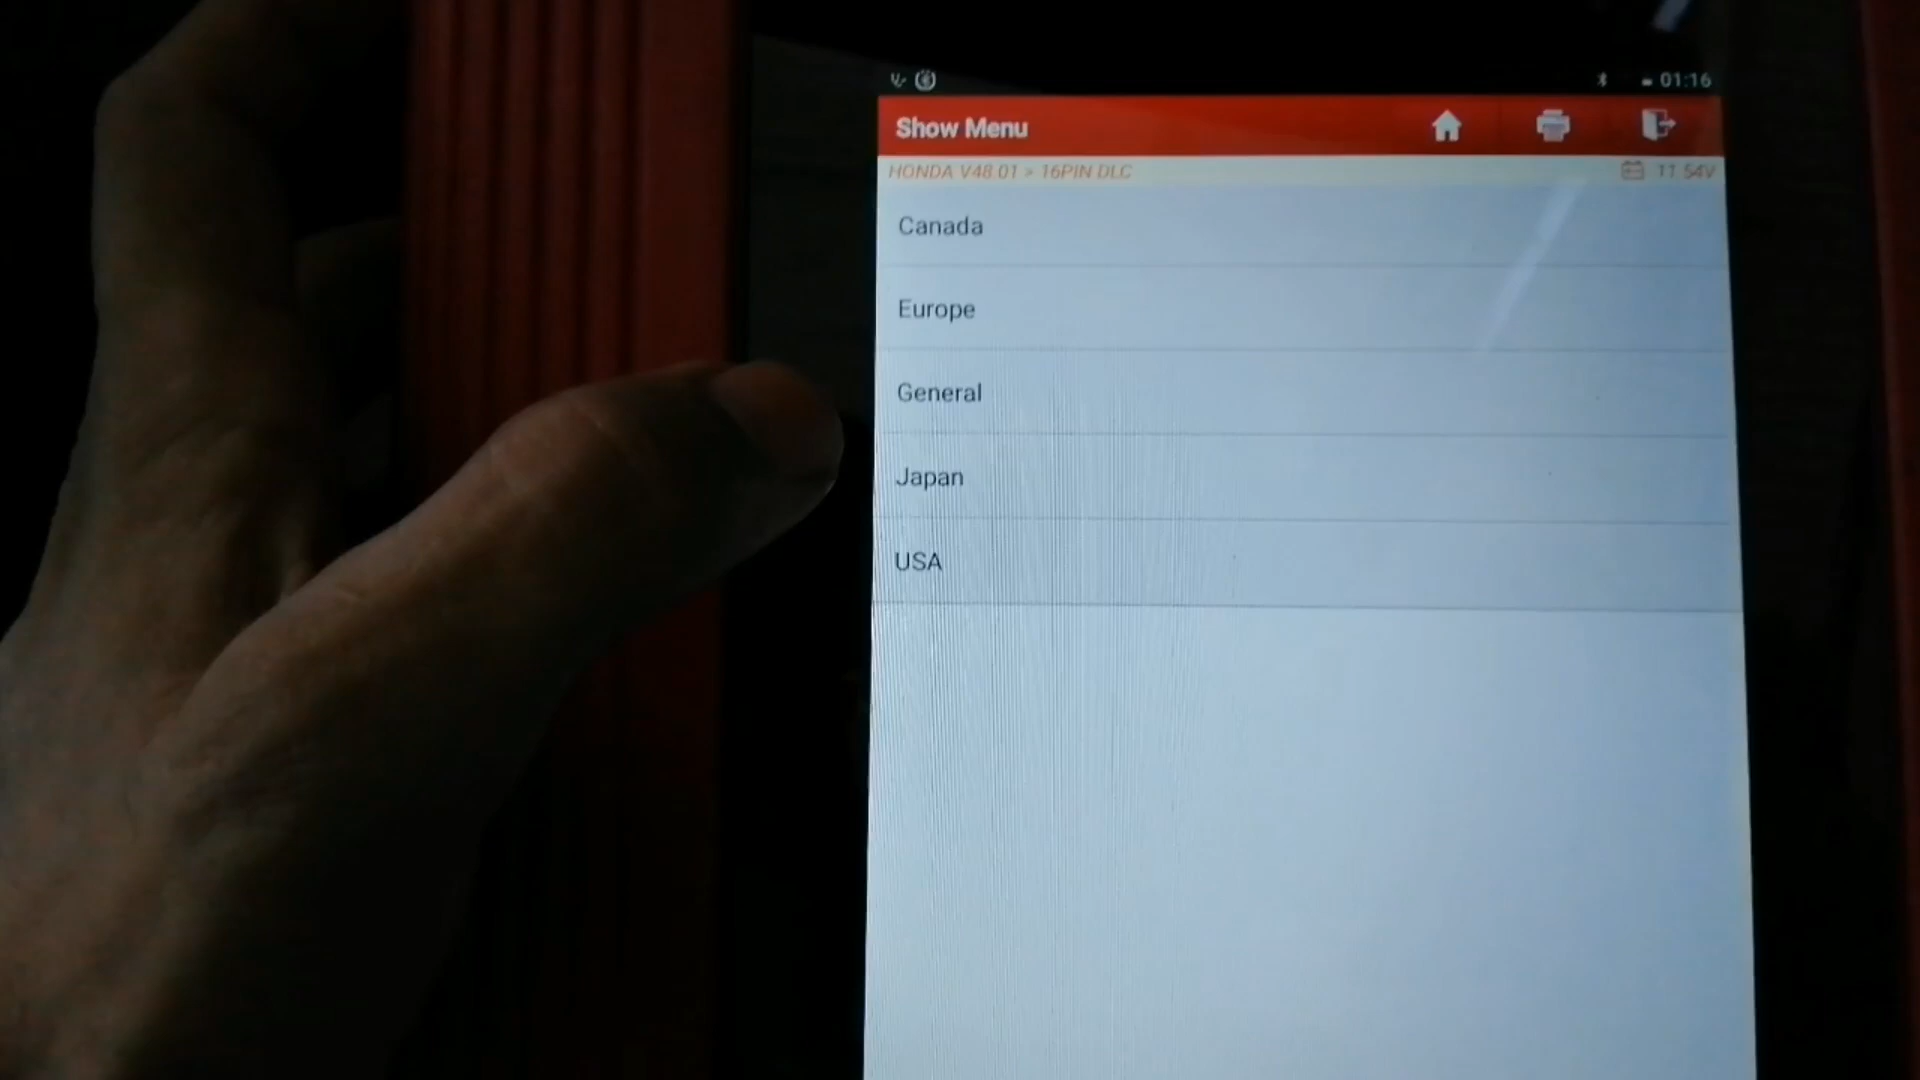 01:16
Show Menu
HONDA V48.01 > 16PIN DLC 11.54V
Canada
Europe
General
Japan
USA